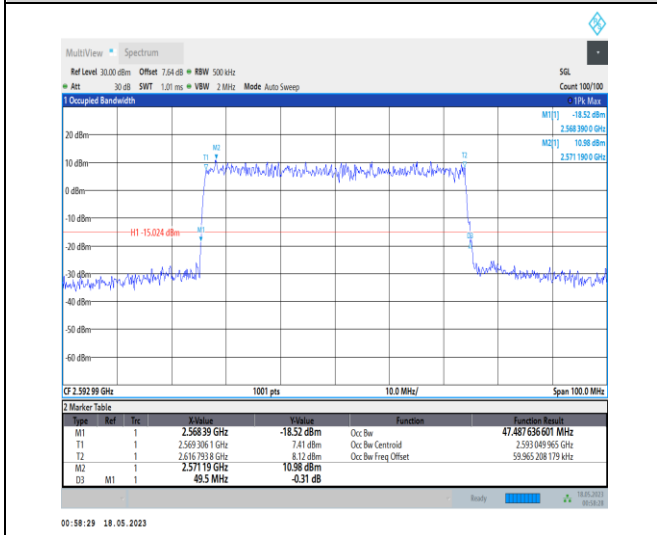 MultiView Spectrum
Ref Level 30.00 dBm Offset 7.64 dB RBW 500 kHz SGL
Att 30 dB SWT 1.01 ms VBW 2 MHz Mode Auto Sweep Count 100/100
1 Occupied Bandwidth 1Pk Max
M1[1] -18.52 dBm
2.568 390 0 GHz
M2[1] 10.98 dBm
2.571 190 0 GHz
20 dBm
M2
T1 T2
10 dBm
0 dBm
-10 dBm
H1 -15.024 dBm M1
-30 dBm
-40 dBm
-50 dBm
-60 dBm
CF 2.592 99 GHz 1001 pts 10.0 MHz/ Span 100.0 MHz
2 Marker Table
Type Ref Trc X-Value Y-Value Function Function Result
M1 1 2.568 39 GHz -18.52 dBm Occ Bw 47.487 636 601 MHz
T1 1 2.569 306 1 GHz 7.41 dBm Occ Bw Centroid 2.593 049 965 GHz
T2 1 2.616 793 8 GHz 8.12 dBm Occ Bw Freq Offset 59.965 208 179 kHz
M2 1 2.571 19 GHz 10.98 dBm
D3 M1 1 49.5 MHz -0.31 dB
Ready 18.05.2023
00:58:28
00:58:29 18.05.2023